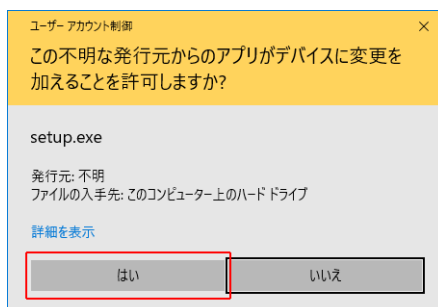 ユーザー アカウント制御
この不明な発行元からのアプリがデバイスに変更を
加えることを許可しますか?
setup.exe
発行元: 不明
ファイルの入手先: このコンピューター上のハード ドライブ
詳細を表示
はい
いいえ